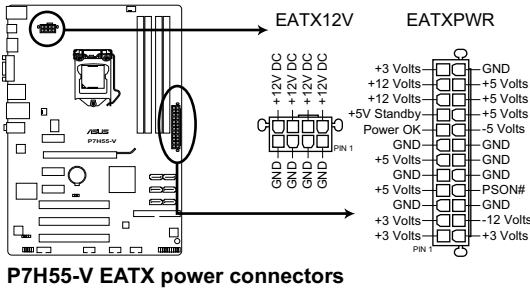 EATX12V
EATXPWR
+12V DC
+12V DC
+12V DC
+12V DC
GND
GND
GND
GND
PIN 1
+3 Volts
+12 Volts
+12 Volts
+5V Standby
Power OK
GND
+5 Volts
GND
+5 Volts
GND
+3 Volts
+3 Volts
PIN 1
GND
+5 Volts
+5 Volts
+5 Volts
-5 Volts
GND
GND
GND
PSON#
GND
-12 Volts
+3 Volts
ASUS
P7H55-V
P7H55-V EATX power connectors